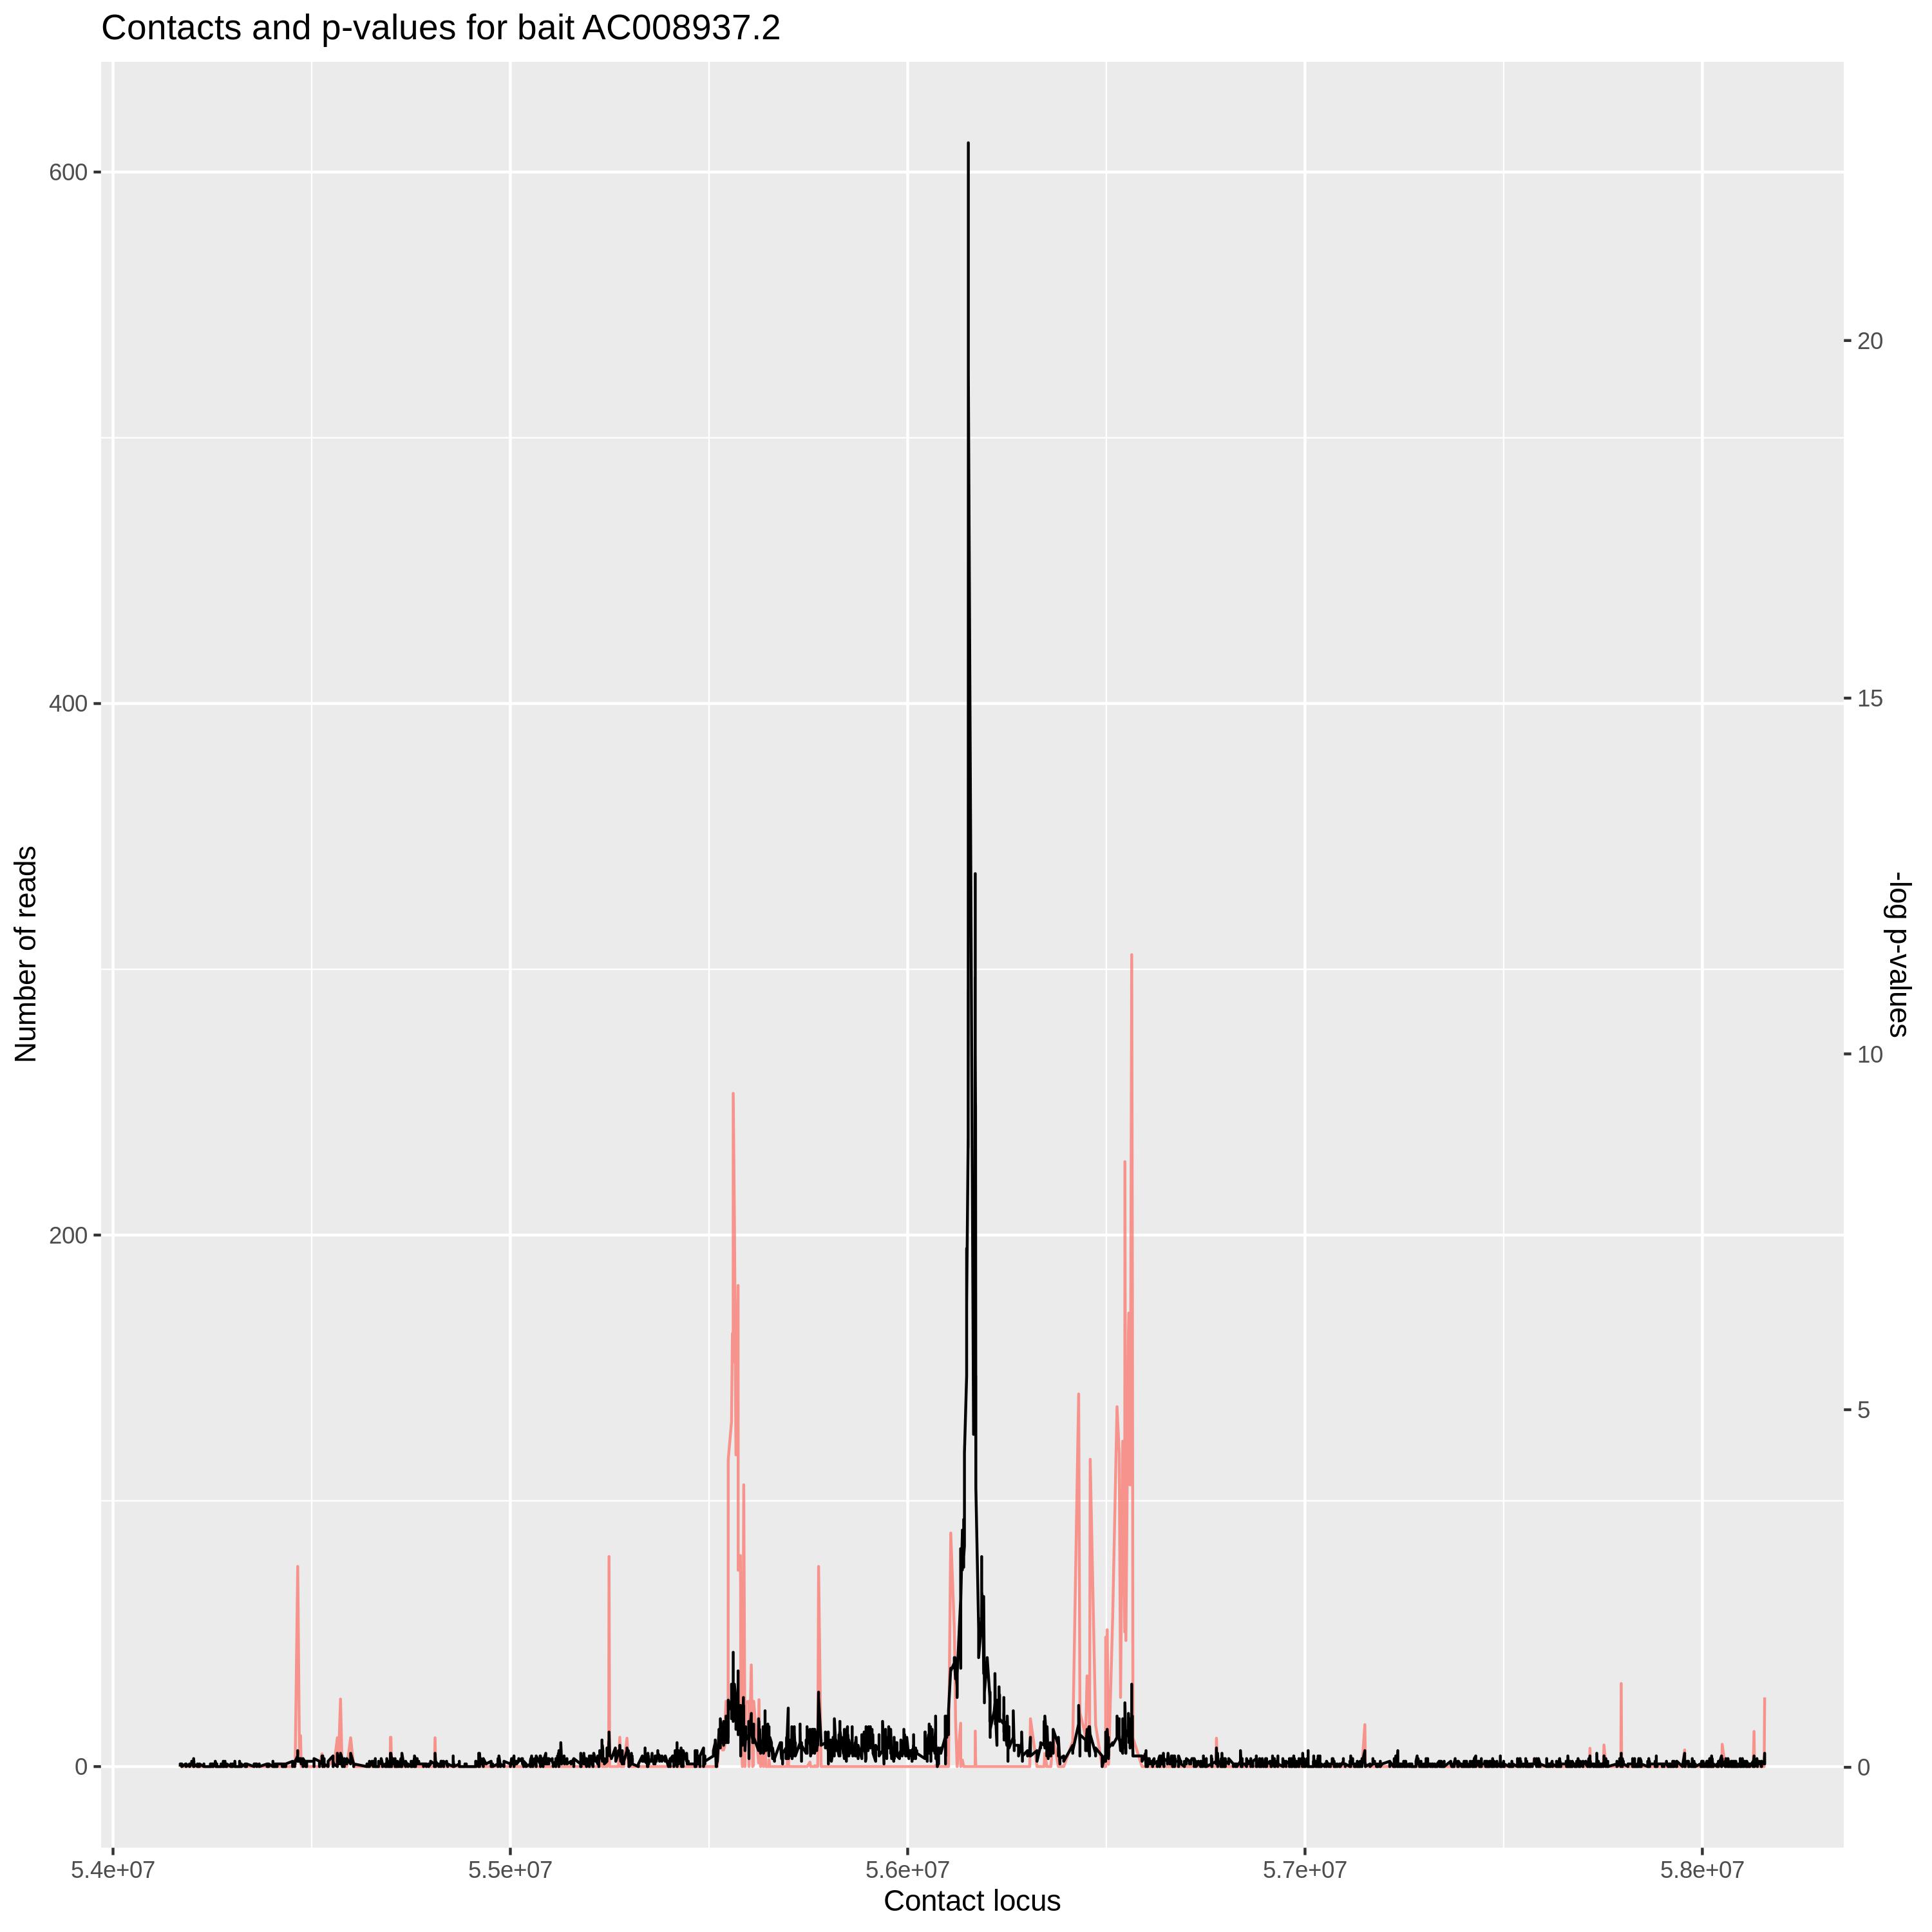 Contacts and p-values for bait AC008937.2
600
400
200
0
Number of reads
20
15
10
5
0
-log p-values
5.4e+07
5.5e+07
5.6e+07
5.7e+07
5.8e+07
Contact locus